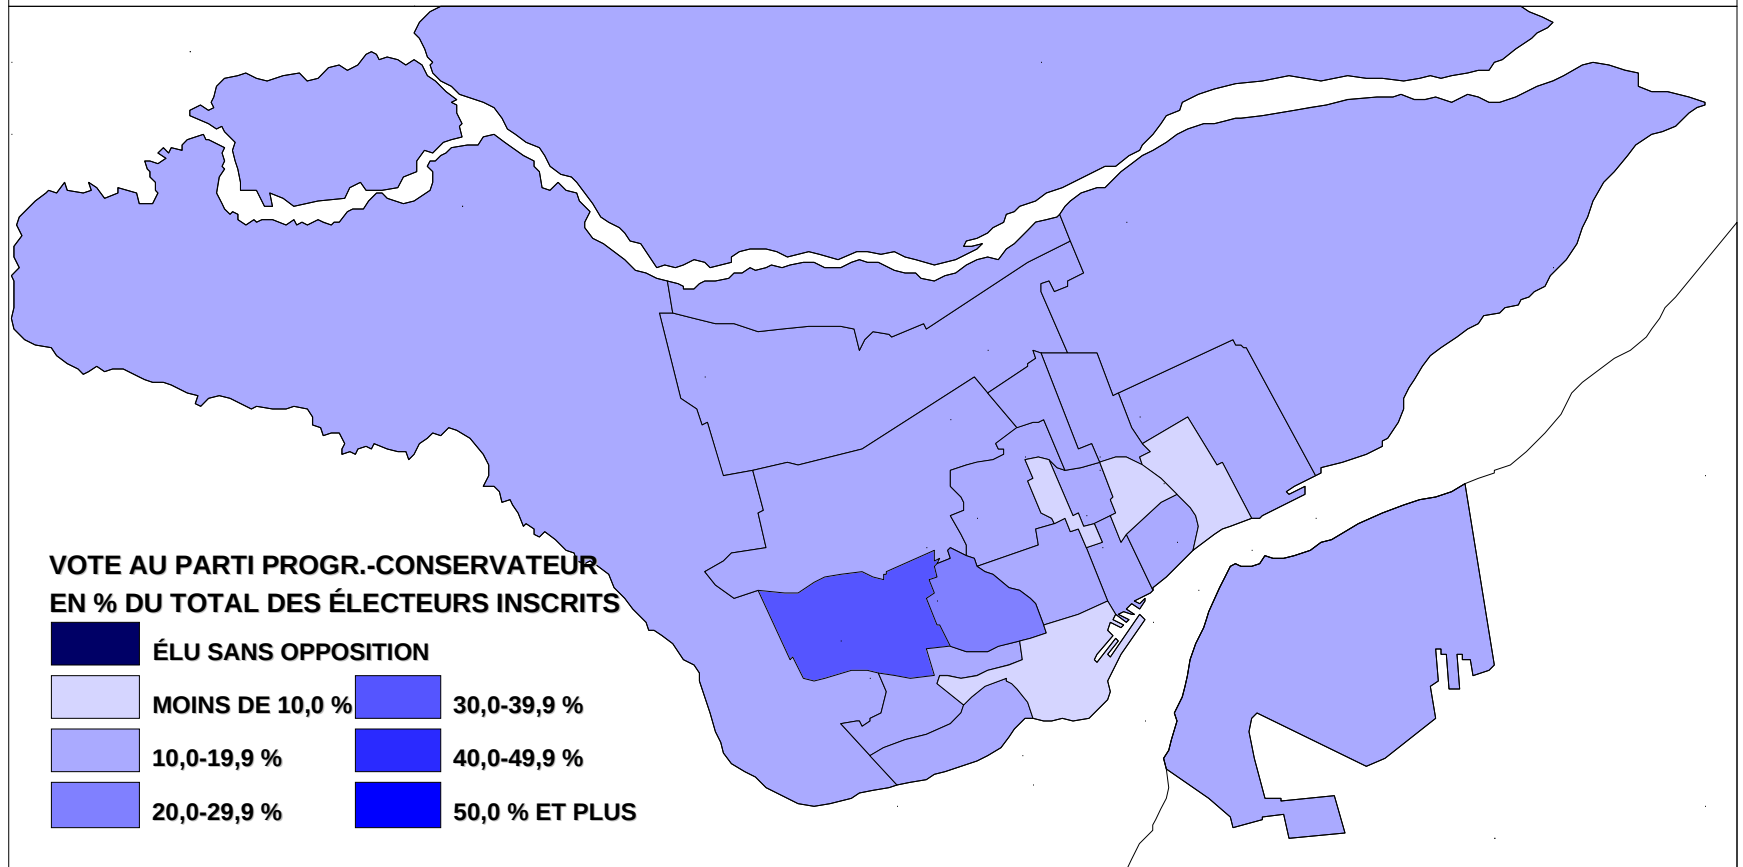 VOTE AU PARTI PROGR.-CONSERVATEUR
EN % DU TOTAL DES ÉLECTEURS INSCRITS
ÉLU SANS OPPOSITION
MOINS DE 10,0 %
30,0-39,9 %
10,0-19,9 %
40,0-49,9 %
20,0-29,9 %
50,0 % ET PLUS